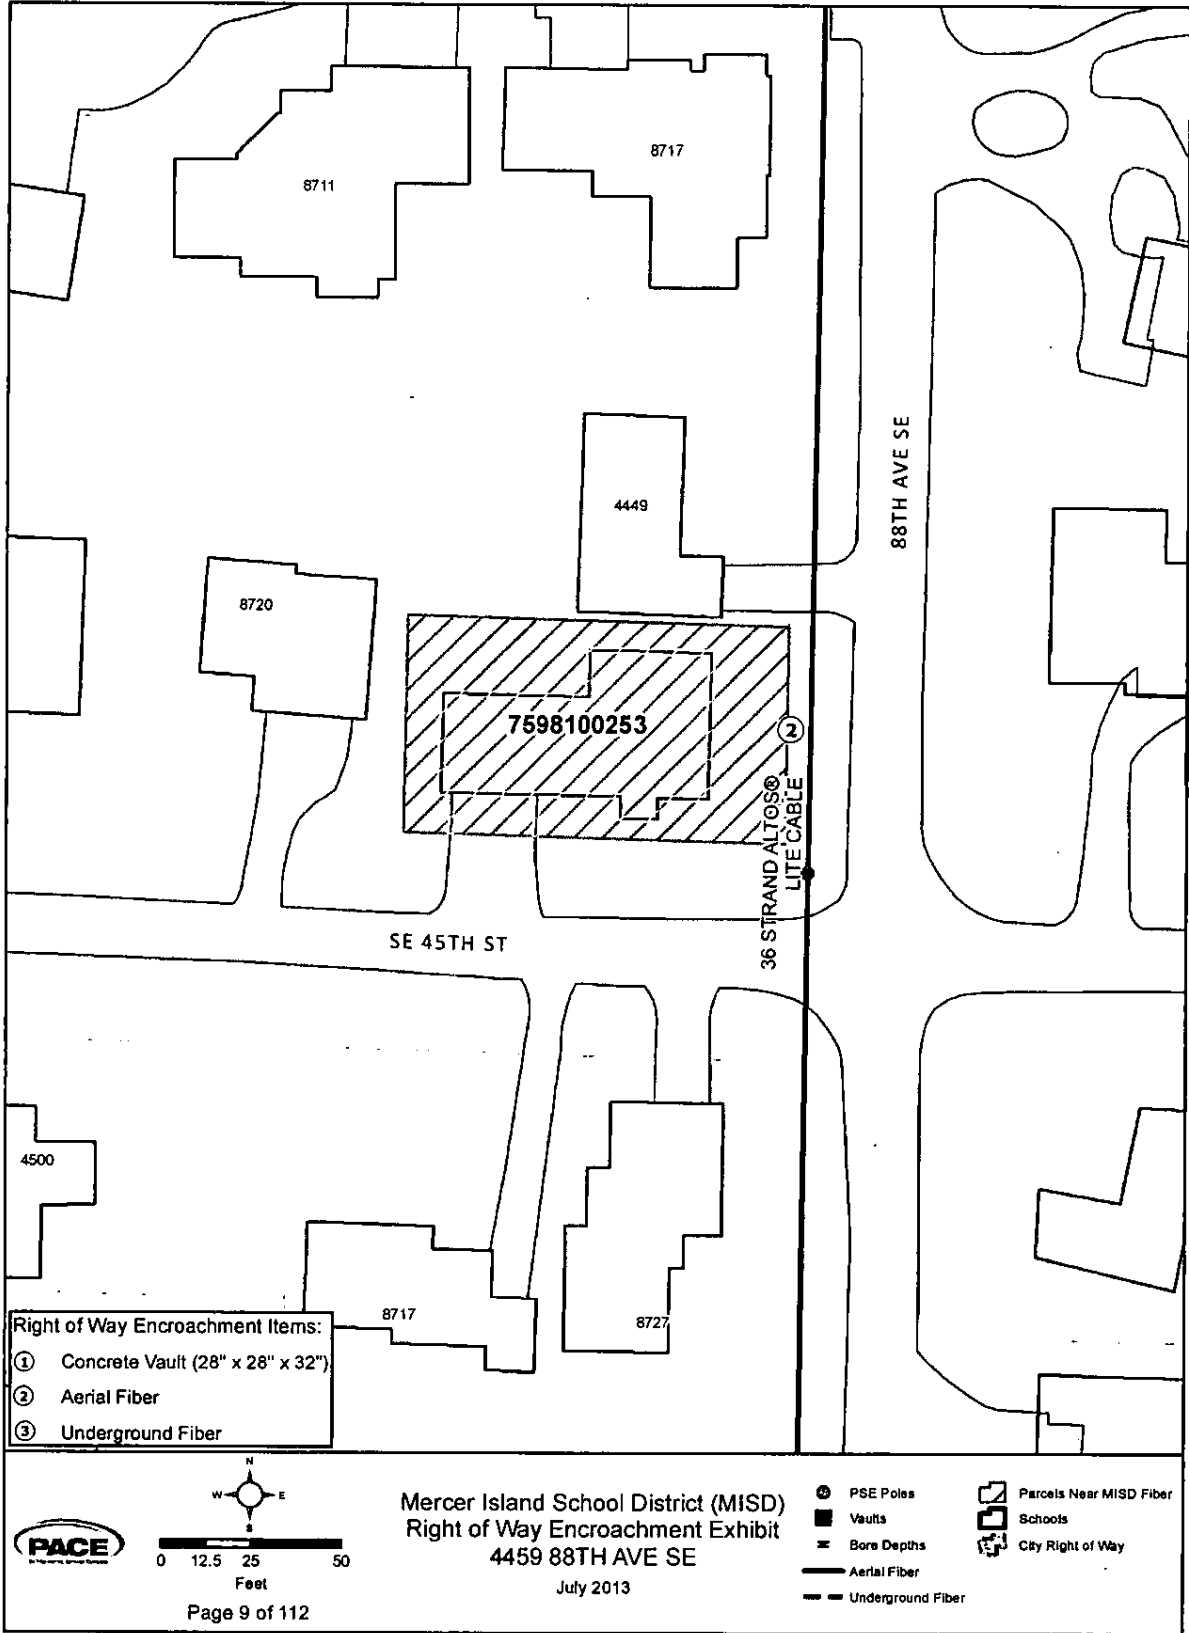 8711
8717
4449
88TH AVE SE
8720
7598100253
2
36 STRAND ALTOS®
LITE CABLE
SE 45TH ST
4500
8717
8727
Right of Way Encroachment Items:
1 Concrete Vault (28" x 28" x 32")
2 Aerial Fiber
3 Underground Fiber
N
W E
S
PACE
0 12.5 25 50
Feet
Page 9 of 112
Mercer Island School District (MISD)
Right of Way Encroachment Exhibit
4459 88TH AVE SE
July 2013
PSE Poles
Vaults
Bore Depths
Aerial Fiber
Underground Fiber
Parcels Near MISD Fiber
Schools
City Right of Way